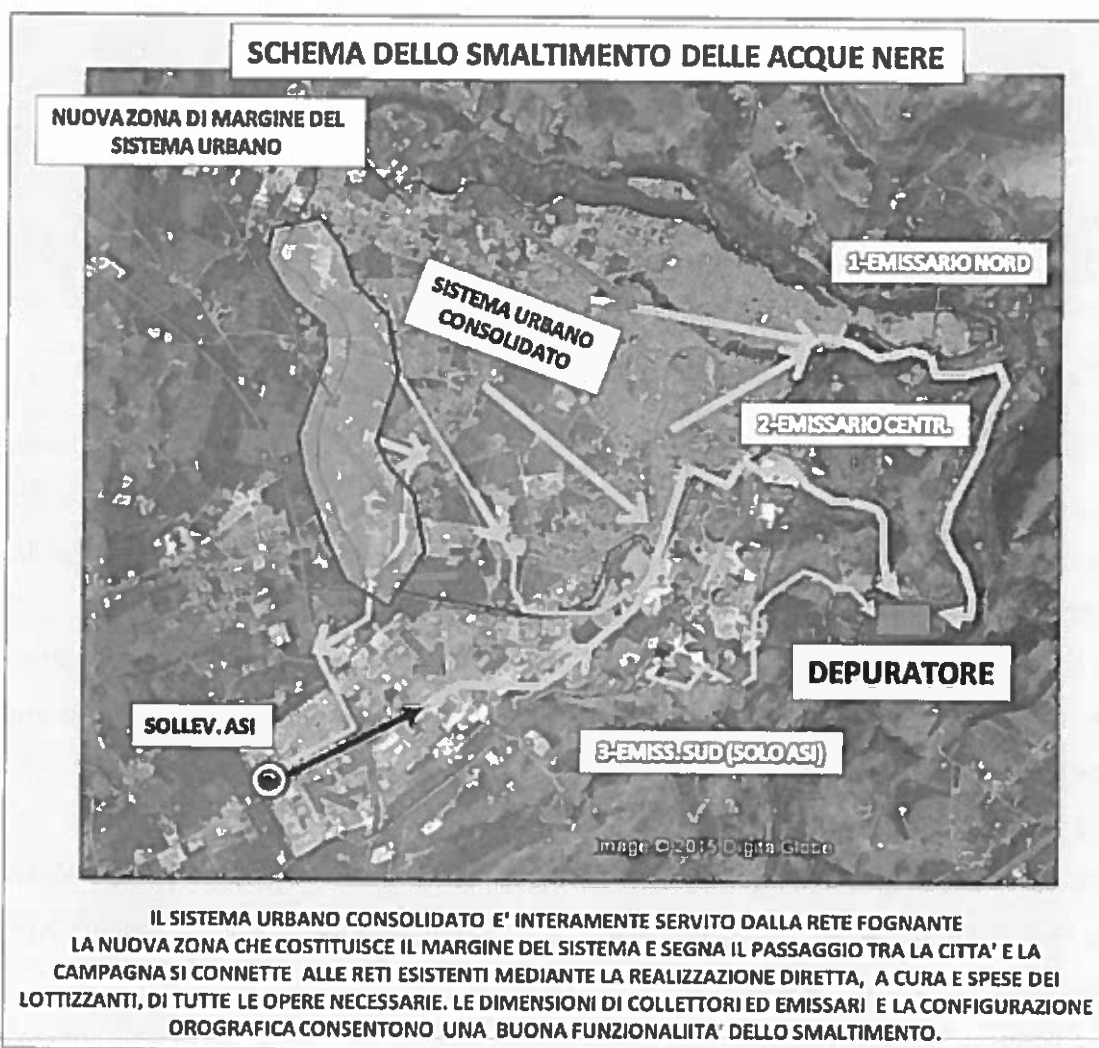 SCHEMA DELLO SMALTIMENTO DELLE ACQUE NERE
NUOVA ZONA DI MARGINE DEL
SISTEMA URBANO
1-EMISSARIO NORD
SISTEMA URBANO
CONSOLIDATO
2-EMISSARIO CENTR.
DEPURATORE
SOLLEV. ASI
3-EMISS. SUD (SOLO ASI)
Image © 2015 Digital Globe
IL SISTEMA URBANO CONSOLIDATO E' INTERAMENTE SERVITO DALLA RETE FOGNANTE
LA NUOVA ZONA CHE COSTITUISCE IL MARGINE DEL SISTEMA E SEGNA IL PASSAGGIO TRA LA CITTA' E LA
CAMPAGNA SI CONNETTE ALLE RETI ESISTENTI MEDIANTE LA REALIZZAZIONE DIRETTA, A CURA E SPESE DEI
LOTTIZZANTI, DI TUTTE LE OPERE NECESSARIE. LE DIMENSIONI DI COLLETTORI ED EMISSARI E LA CONFIGURAZIONE
OROGRAFICA CONSENTONO UNA BUONA FUNZIONALIITA' DELLO SMALTIMENTO.